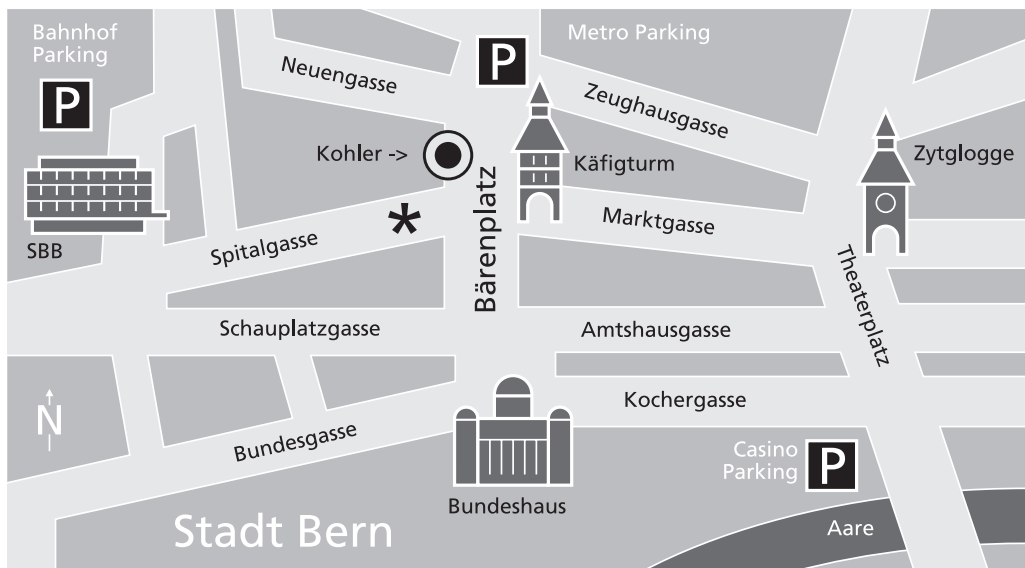 Bahnhof
Parking
P
Neuengasse
P
Metro Parking
Zeughausgasse
Kohler ->
Käfigturm
Zytglogge
Bärenplatz
Marktgasse
SBB
Spitalgasse
*
Theaterplatz
Schauplatzgasse
Amtshausgasse
N
Kochergasse
Bundesgasse
Casino
Parking
P
Bundeshaus
Stadt Bern
Aare